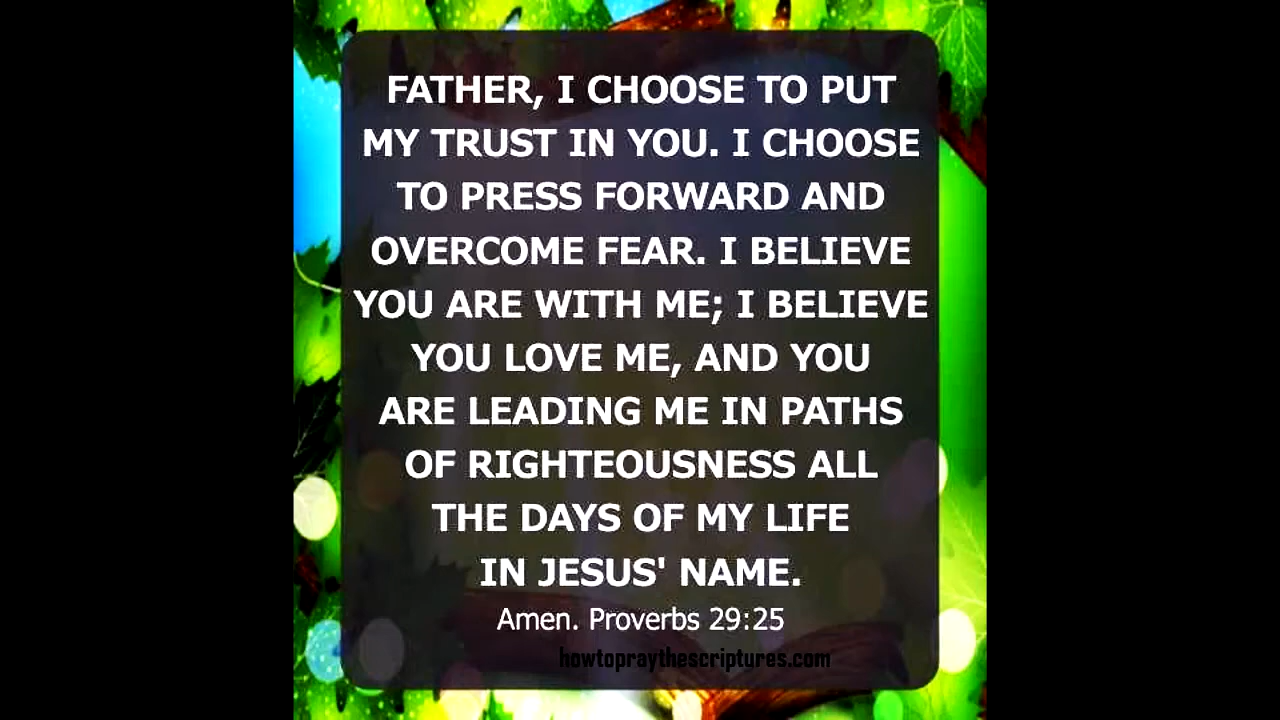 FATHER, I CHOOSE TO PUT
MY TRUST IN YOU. I CHOOSE
TO PRESS FORWARD AND
OVERCOME FEAR. I BELIEVE
YOU ARE WITH ME; I BELIEVE
YOU LOVE ME, AND YOU
ARE LEADING ME IN PATHS
OF RIGHTEOUSNESS ALL
THE DAYS OF MY LIFE
IN JESUS' NAME.
Amen. Proverbs 29:25
howtopraythescriptures.com